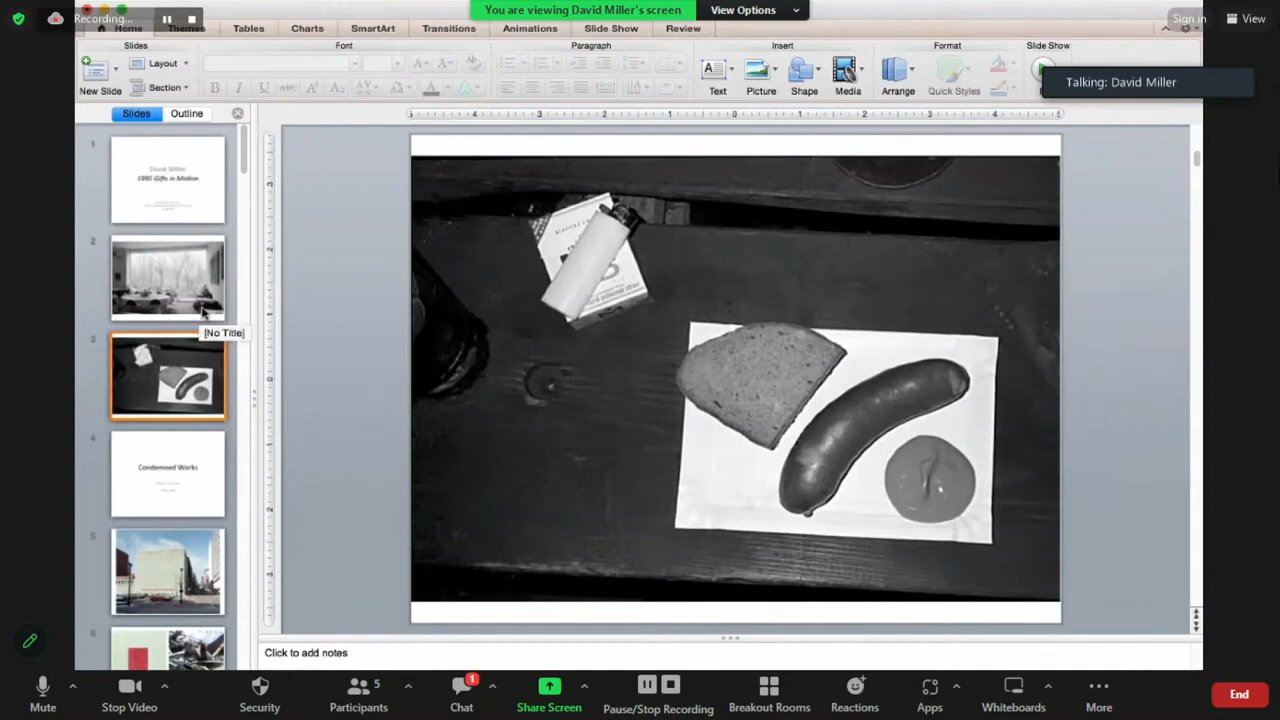 You are viewing David Miller's screen
View Options
Recording...
Sign in
View
Home
Themes
Tables
Charts
SmartArt
Transitions
Animations
Slide Show
Review
Slides
Font
Paragraph
Insert
Format
Slide Show
New Slide
Layout
Section
Text
Picture
Shape
Media
Arrange
Quick Styles
Talking: David Miller
Slides
Outline
1
David Miller
1995 Gifts in Motion
2
[No Title]
3
4
Condemned Works
5
6
Click to add notes
Mute
Stop Video
Security
Participants
5
Chat
1
Share Screen
Pause/Stop Recording
Breakout Rooms
Reactions
Apps
Whiteboards
More
End